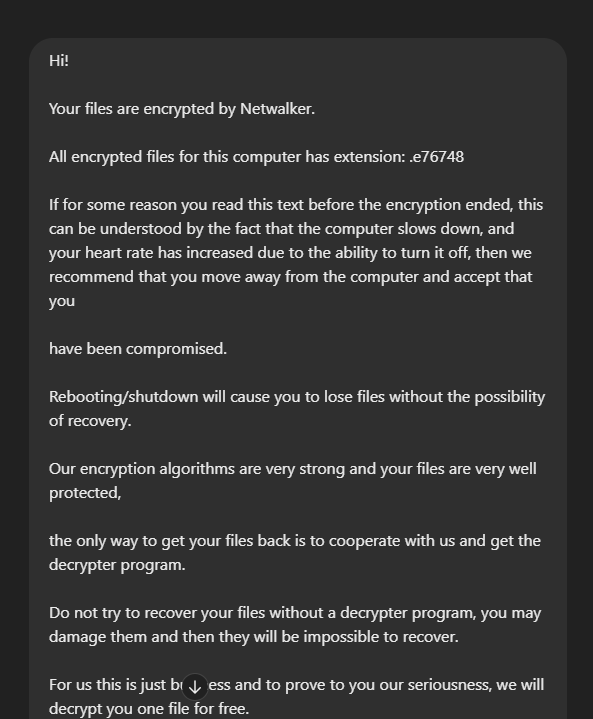 Hi!
Your files are encrypted by Netwalker.
All encrypted files for this computer has extension: .e76748
If for some reason you read this text before the encryption ended, this
can be understood by the fact that the computer slows down, and
your heart rate has increased due to the ability to turn it off, then we
recommend that you move away from the computer and accept that
you
have been compromised.
Rebooting/shutdown will cause you to lose files without the possibility
of recovery.
Our encryption algorithms are very strong and your files are very well
protected,
the only way to get your files back is to cooperate with us and get the
decrypter program.
Do not try to recover your files without a decrypter program, you may
damage them and then they will be impossible to recover.
For us this is just and to prove to you our seriousness, we will
decrypt you one file for free.